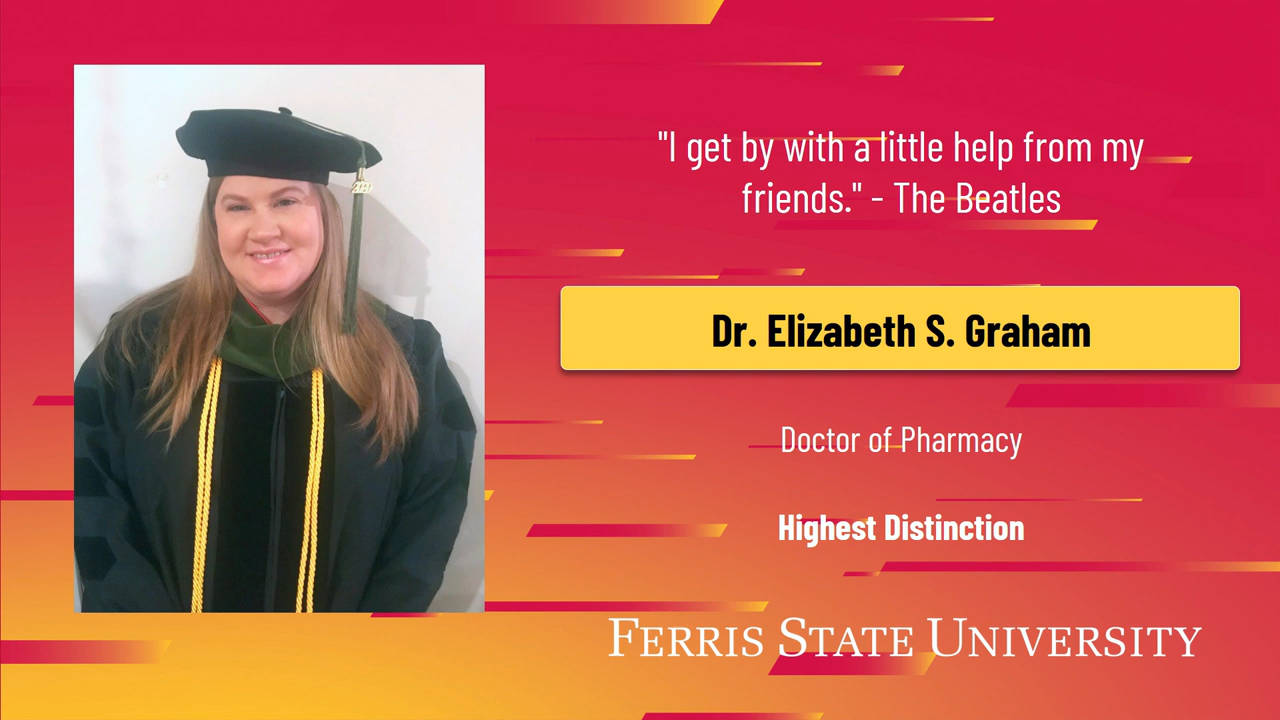 "I get by with a little help from my
friends." - The Beatles
Dr. Elizabeth S. Graham
Doctor of Pharmacy
Highest Distinction
FERRIS STATE UNIVERSITY